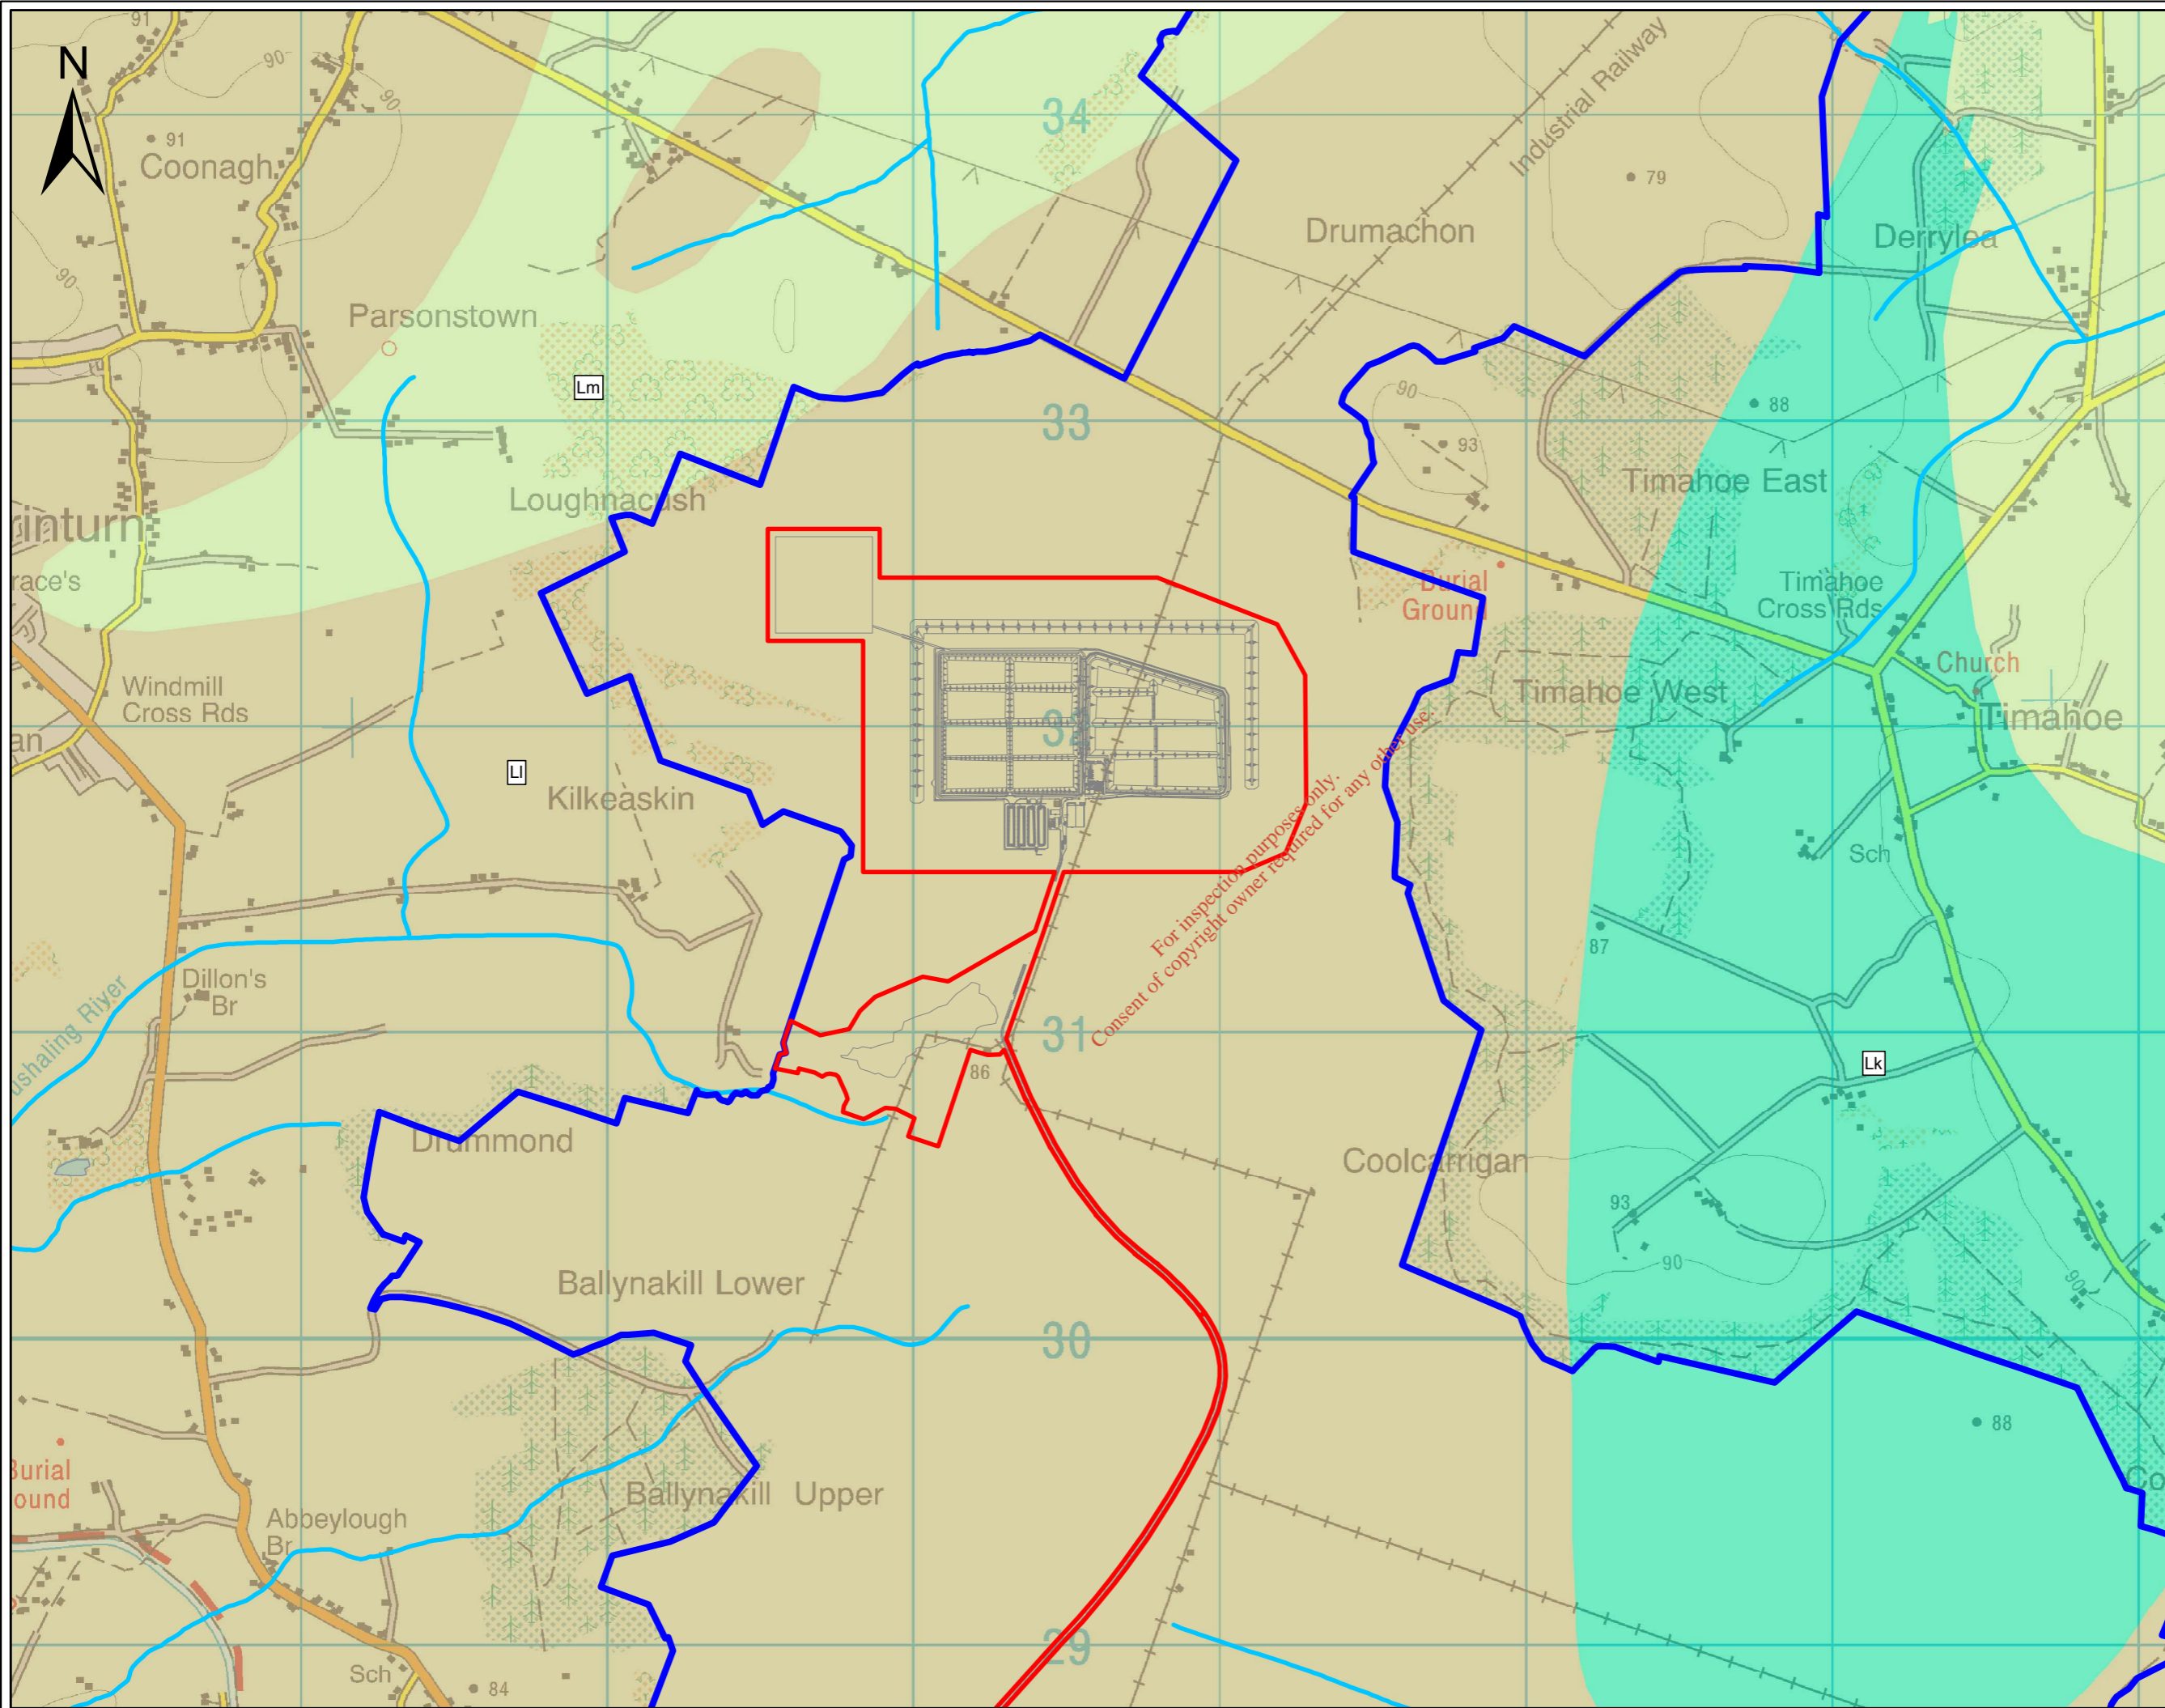 91
90
N
34
90
91
Coonagh
Industrial Railway
79
Drumachon
Derrylea
90
Parsonstown
Lm
90
88
33
93
Timahoe East
Loughnacush
rinturn
race's
Burial
Ground
Timahoe
Cross Rds
Church
Windmill
Cross Rds
Timahoe West
Timahoe
32
an
Ll
Kilkeaskin
For inspection purposes only.
Consent of copyright owner required for any other use.
Sch
87
Dillon's
Br
ushaling River
31
86
Lk
Drummond
Coolcarrigan
93
90
90
Ballynakill Lower
30
88
Burial
ound
Ballynakill Upper
Co
Abbeylough
Br
29
Sch
84